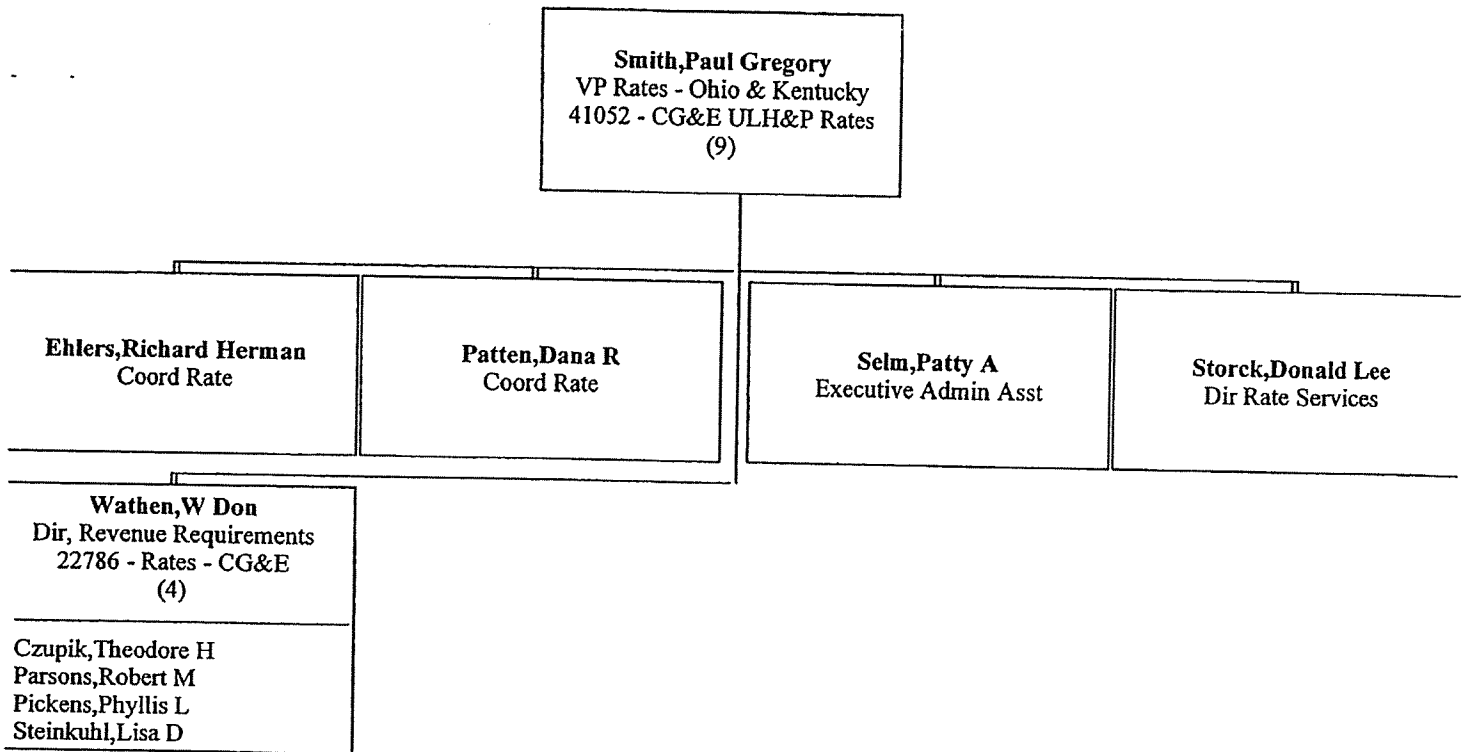 Smith,Paul Gregory
VP Rates - Ohio & Kentucky
41052 - CG&E ULH&P Rates
(9)
Ehlers,Richard Herman
Coord Rate
Patten,Dana R
Coord Rate
Selm,Patty A
Executive Admin Asst
Storck,Donald Lee
Dir Rate Services
Wathen,W Don
Dir, Revenue Requirements
22786 - Rates - CG&E
(4)
Czupik,Theodore H
Parsons,Robert M
Pickens,Phyllis L
Steinkuhl,Lisa D